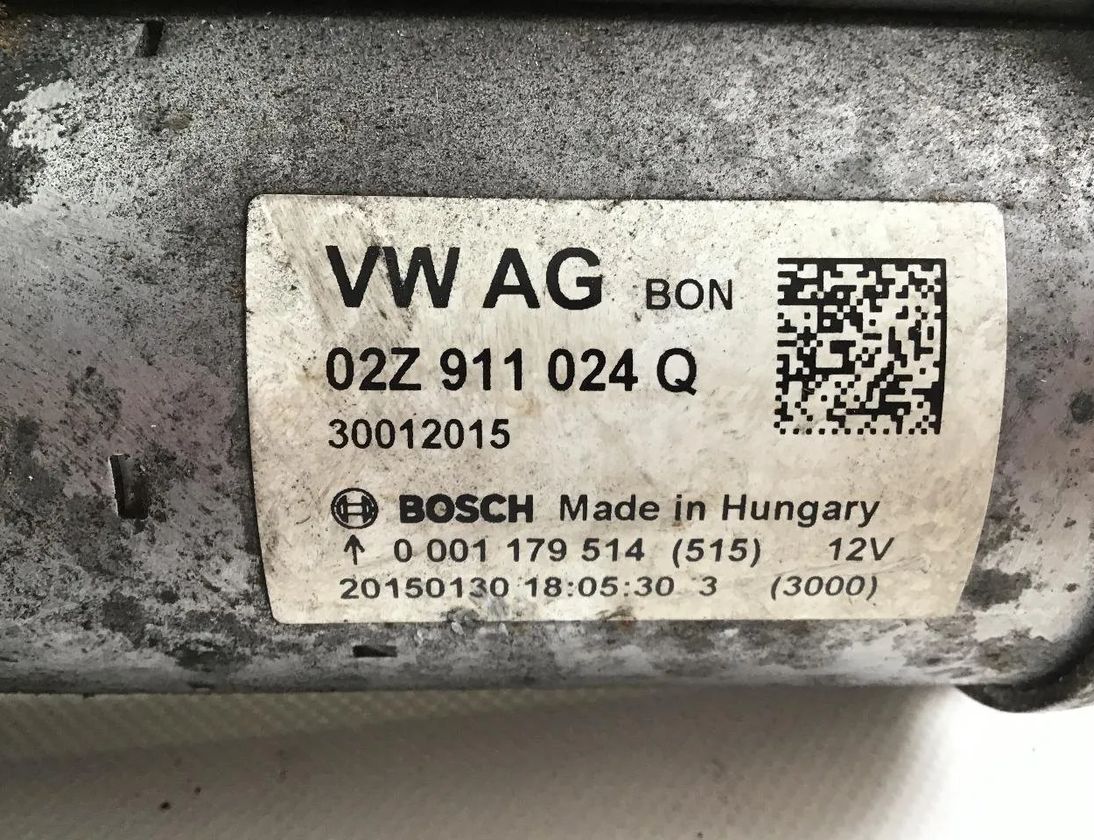 VW AG BON
02Z 911 024 Q
30012015
BOSCH Made in Hungary
↑ 0 001 179 514 (515) 12V
20150130 18:05:30 3 (3000)